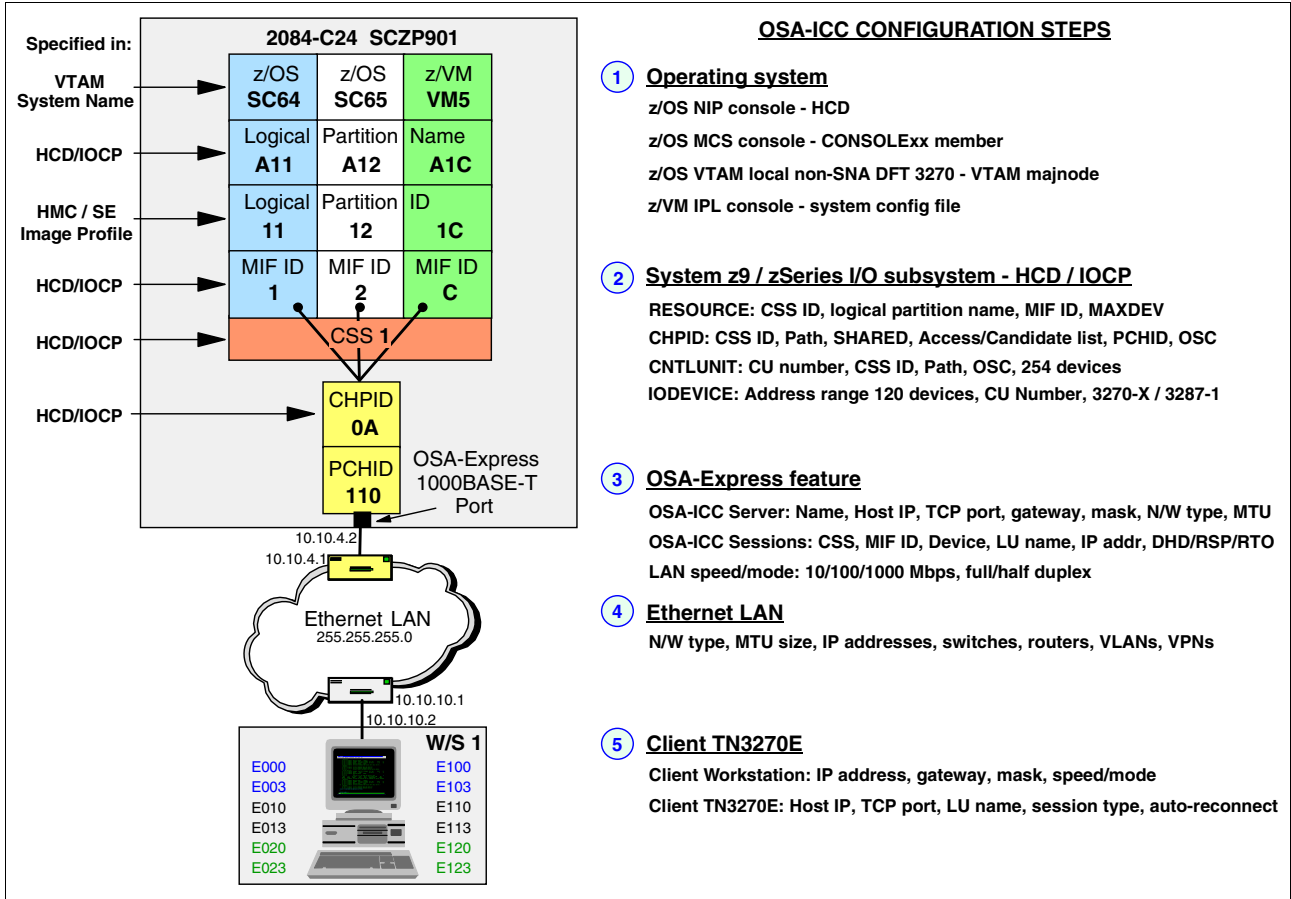 Specified in:
2084-C24 SCZP901
VTAM
System Name
z/OS
SC64
z/OS
SC65
z/VM
VM5
HCD/IOCP
Logical Partition Name
A11 A12 A1C
HMC / SE
Image Profile
Logical Partition ID
11 12 1C
HCD/IOCP
MIF ID
1
MIF ID
2
MIF ID
C
HCD/IOCP
CSS 1
HCD/IOCP
CHPID
0A
PCHID
110
OSA-Express
1000BASE-T
Port
10.10.4.2
10.10.4.1
Ethernet LAN
255.255.255.0
10.10.10.1
10.10.10.2
W/S 1
E000
E003
E010
E013
E020
E023
E100
E103
E110
E113
E120
E123
OSA-ICC CONFIGURATION STEPS
1 Operating system
z/OS NIP console - HCD
z/OS MCS console - CONSOLExx member
z/OS VTAM local non-SNA DFT 3270 - VTAM majnode
z/VM IPL console - system config file
2 System z9 / zSeries I/O subsystem - HCD / IOCP
RESOURCE: CSS ID, logical partition name, MIF ID, MAXDEV
CHPID: CSS ID, Path, SHARED, Access/Candidate list, PCHID, OSC
CNTLUNIT: CU number, CSS ID, Path, OSC, 254 devices
IODEVICE: Address range 120 devices, CU Number, 3270-X / 3287-1
3 OSA-Express feature
OSA-ICC Server: Name, Host IP, TCP port, gateway, mask, N/W type, MTU
OSA-ICC Sessions: CSS, MIF ID, Device, LU name, IP addr, DHD/RSP/RTO
LAN speed/mode: 10/100/1000 Mbps, full/half duplex
4 Ethernet LAN
N/W type, MTU size, IP addresses, switches, routers, VLANs, VPNs
5 Client TN3270E
Client Workstation: IP address, gateway, mask, speed/mode
Client TN3270E: Host IP, TCP port, LU name, session type, auto-reconnect